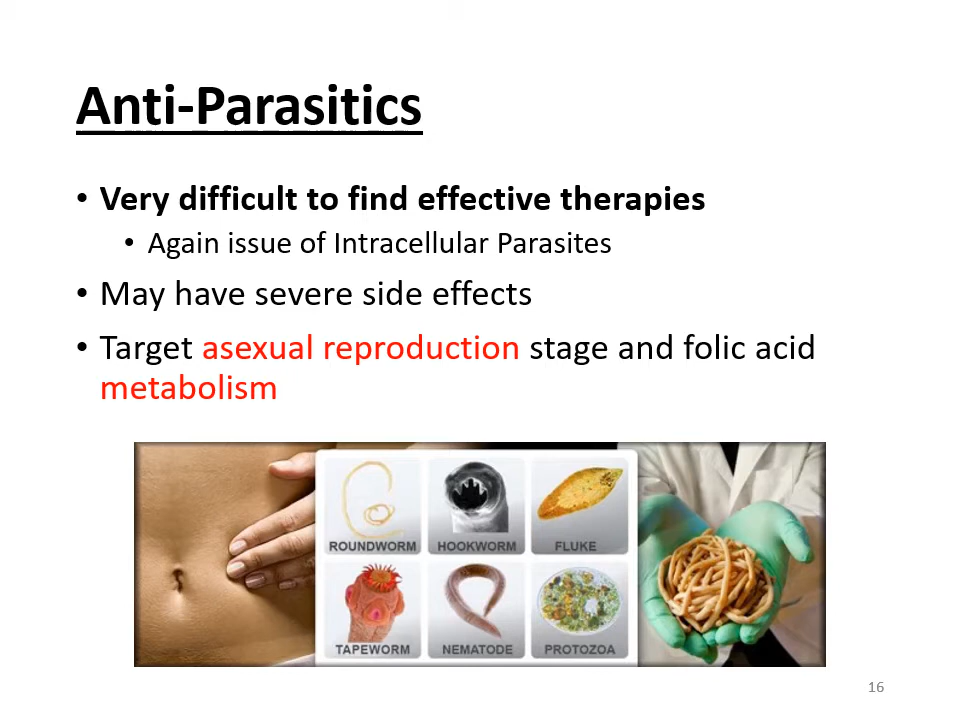 Anti-Parasitics
• Very difficult to find effective therapies
• Again issue of Intracellular Parasites
• May have severe side effects
• Target asexual reproduction stage and folic acid
metabolism
ROUNDWORM HOOKWORM FLUKE
TAPEWORM NEMATODE PROTOZOA
16